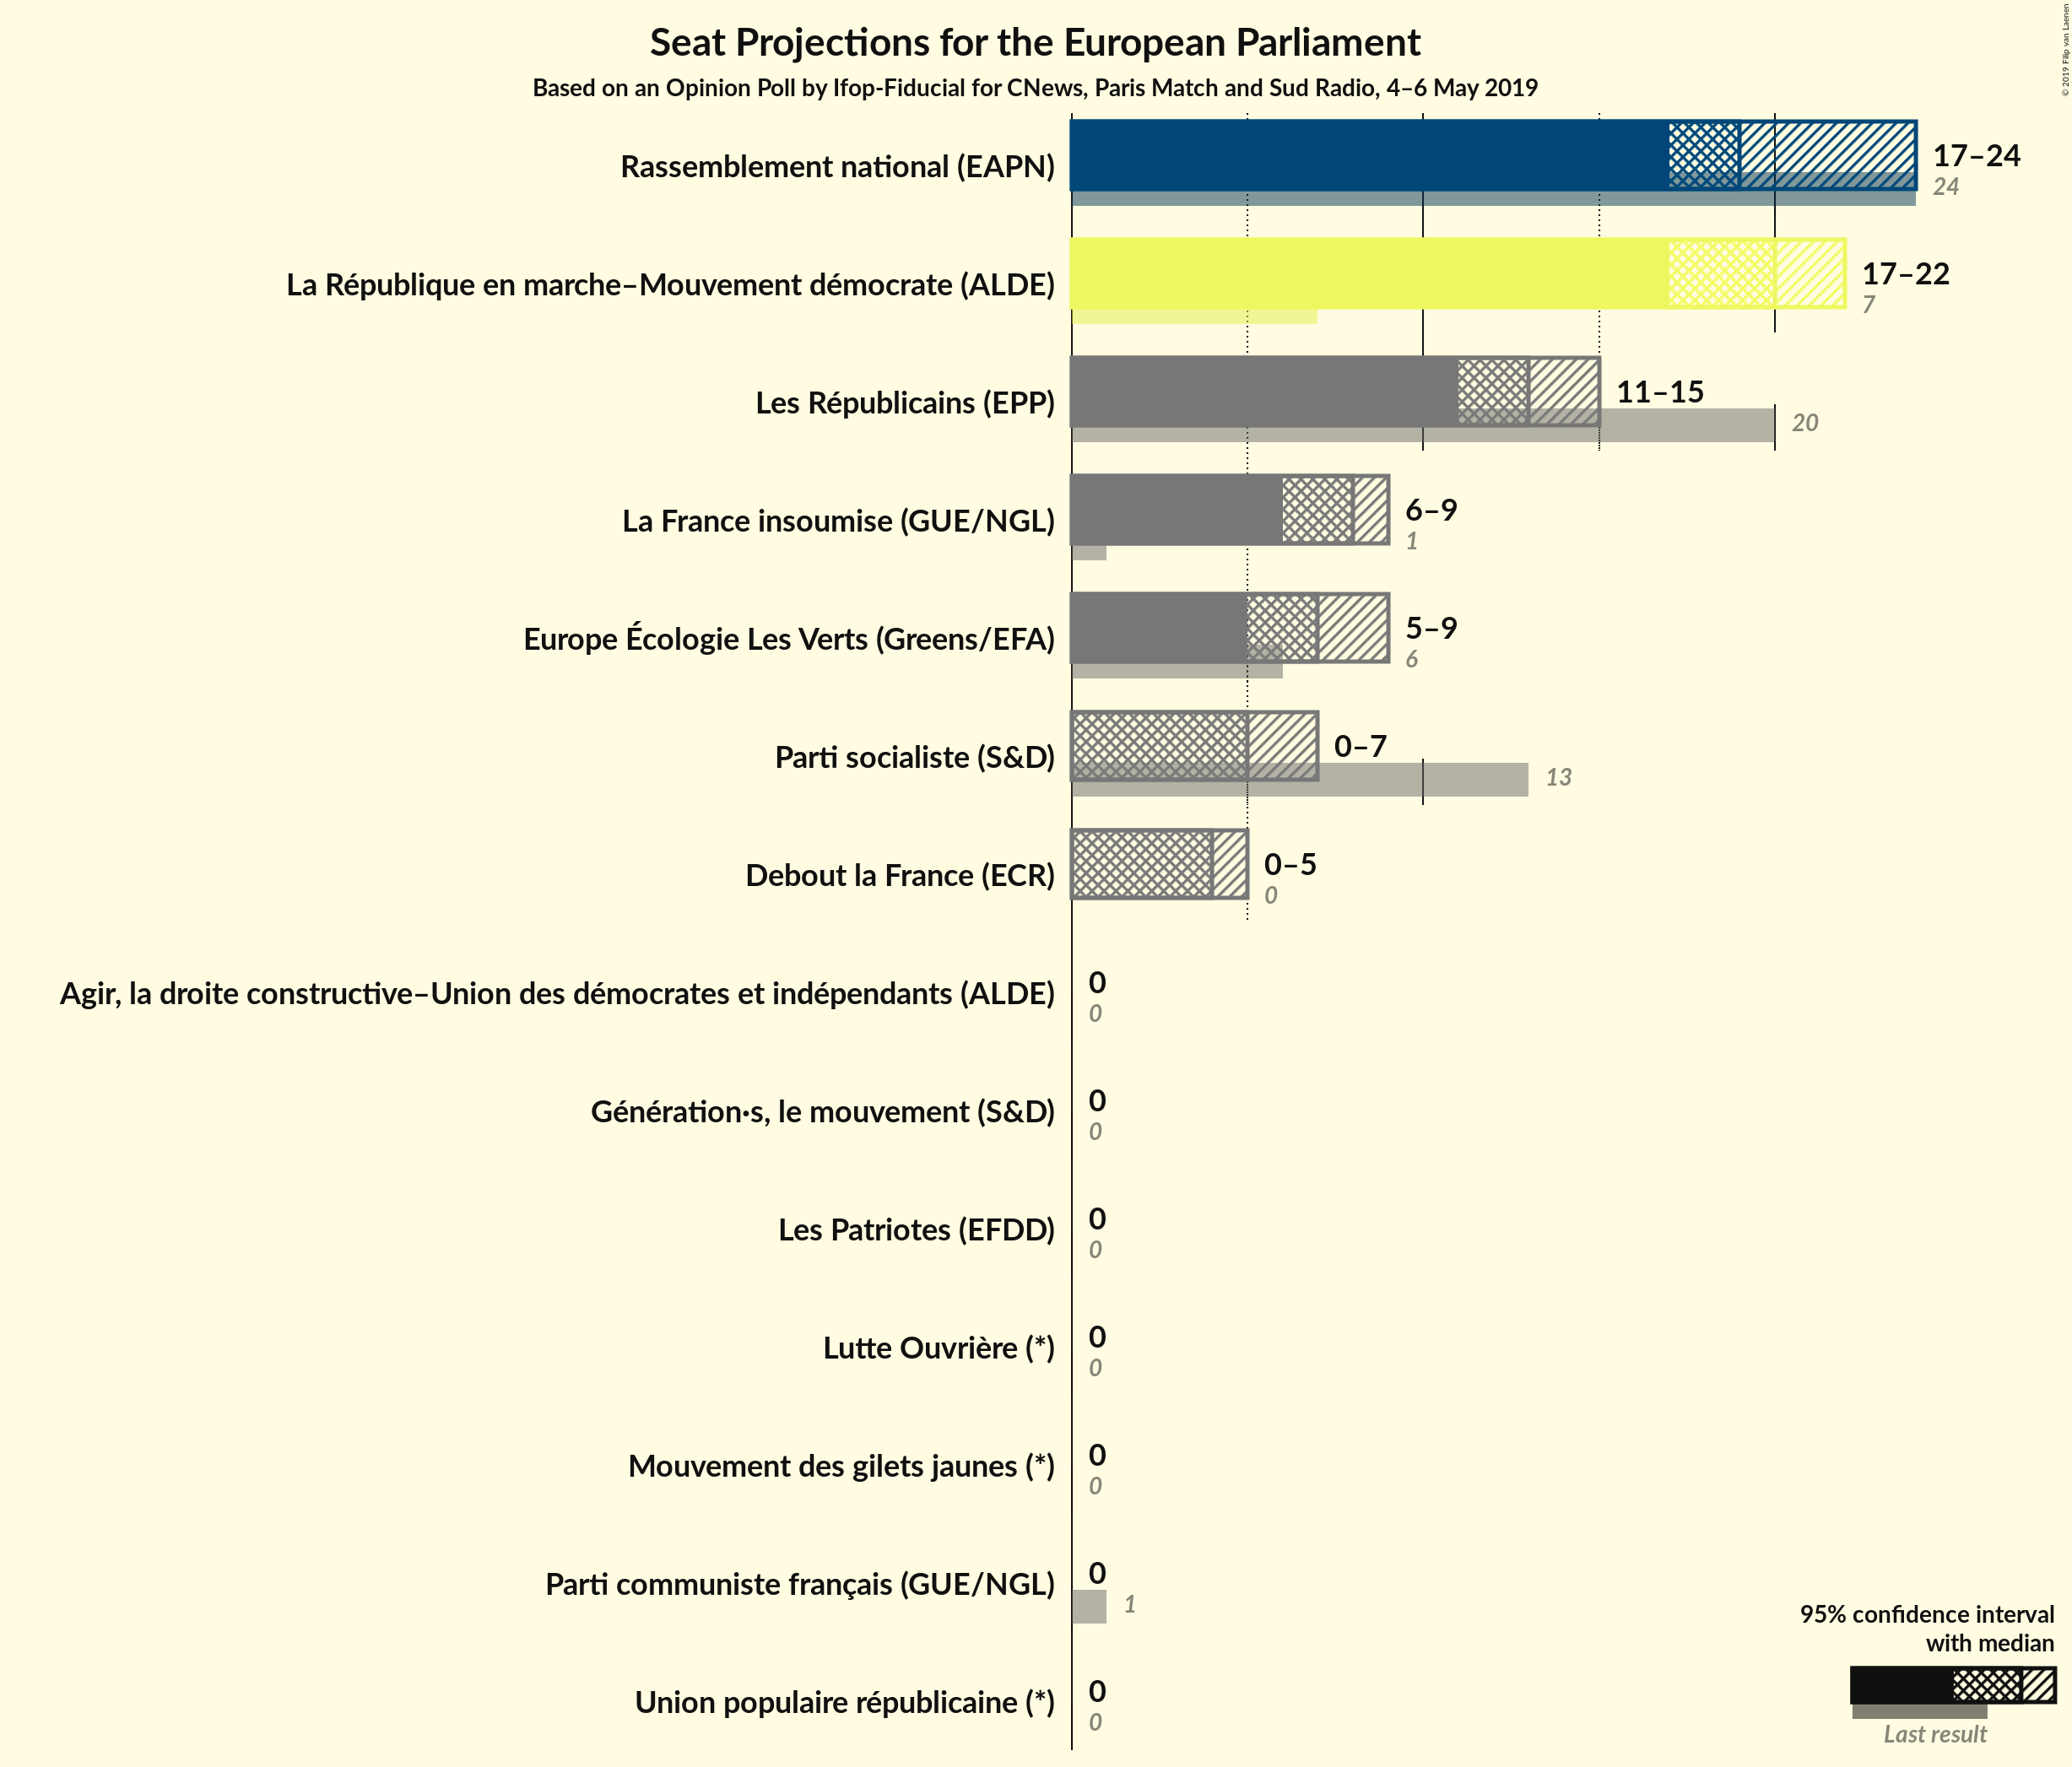 Seat Projections for the European Parliament
Based on an Opinion Poll by Ifop-Fiducial for CNews, Paris Match and Sud Radio, 4–6 May 2019
© 2019 Filip van Laenen
Rassemblement national (EAPN)
17–24
24
La République en marche–Mouvement démocrate (ALDE)
17–22
7
Les Républicains (EPP)
11–15
20
La France insoumise (GUE/NGL)
6–9
1
Europe Écologie Les Verts (Greens/EFA)
5–9
6
Parti socialiste (S&D)
0–7
13
Debout la France (ECR)
0–5
0
Agir, la droite constructive–Union des démocrates et indépendants (ALDE)
0
0
Génération·s, le mouvement (S&D)
0
0
Les Patriotes (EFDD)
0
0
Lutte Ouvrière (*)
0
0
Mouvement des gilets jaunes (*)
0
0
Parti communiste français (GUE/NGL)
0
1
Union populaire républicaine (*)
0
0
95% confidence interval
with median
Last result